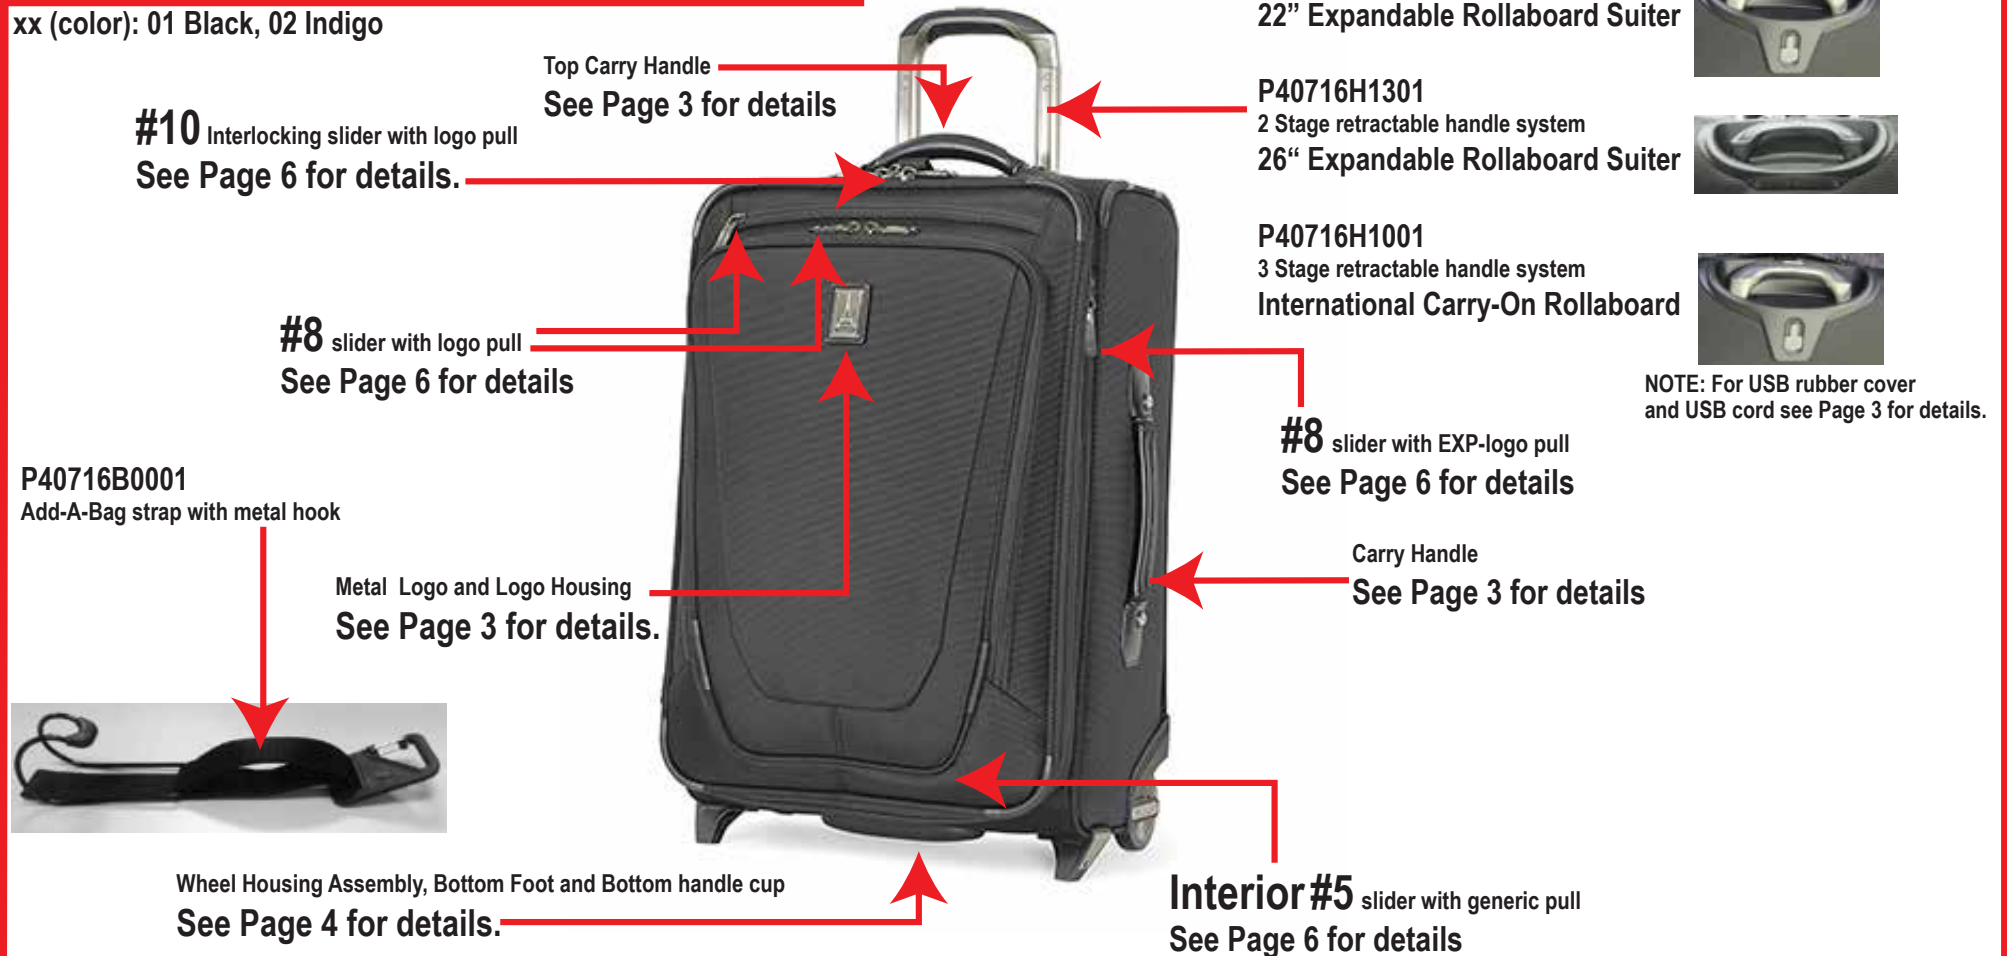 xx (color): 01 Black, 02 Indigo
22” Expandable Rollaboard Suiter
Top Carry Handle
See Page 3 for details
P40716H1301
2 Stage retractable handle system
26“ Expandable Rollaboard Suiter
#10 Interlocking slider with logo pull
See Page 6 for details.
P40716H1001
3 Stage retractable handle system
International Carry-On Rollaboard
#8 slider with logo pull
See Page 6 for details
NOTE: For USB rubber cover
and USB cord see Page 3 for details.
#8 slider with EXP-logo pull
See Page 6 for details
P40716B0001
Add-A-Bag strap with metal hook
Carry Handle
See Page 3 for details
Metal Logo and Logo Housing
See Page 3 for details.
Wheel Housing Assembly, Bottom Foot and Bottom handle cup
See Page 4 for details.
Interior #5 slider with generic pull
See Page 6 for details